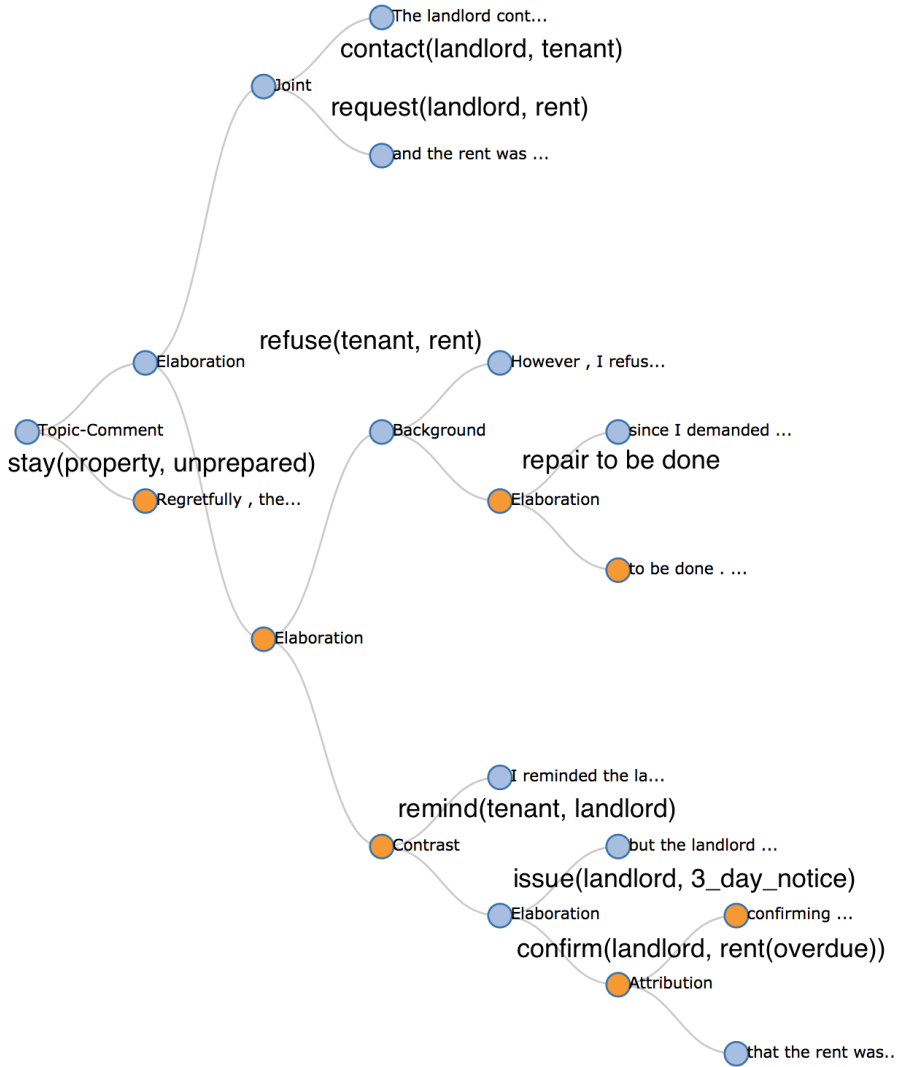 The landlord cont...
contact(landlord, tenant)
Joint
request(landlord, rent)
and the rent was ...
refuse(tenant, rent)
Elaboration
However , I refus...
Topic-Comment
Background
since I demanded ...
stay(property, unprepared)
repair to be done
Regretfully , the...
Elaboration
to be done . ...
Elaboration
I reminded the la...
remind(tenant, landlord)
Contrast
but the landlord ...
issue(landlord, 3_day_notice)
Elaboration
confirming ...
confirm(landlord, rent(overdue))
Attribution
that the rent was..